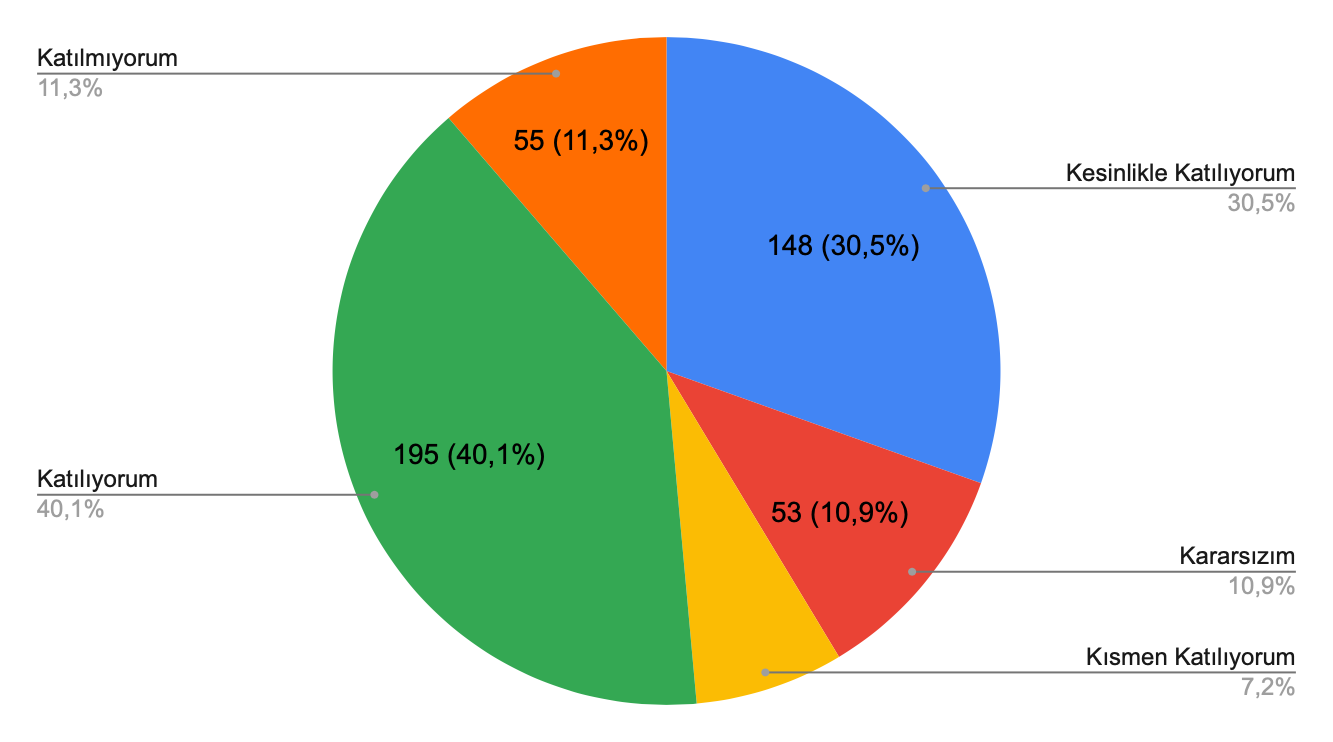 Katılmıyorum
11,3%
55 (11,3%)
Kesinlikle Katılıyorum
30,5%
148 (30,5%)
195 (40,1%)
Katılıyorum
40,1%
53 (10,9%)
Kararsızım
10,9%
Kısmen Katılıyorum
7,2%